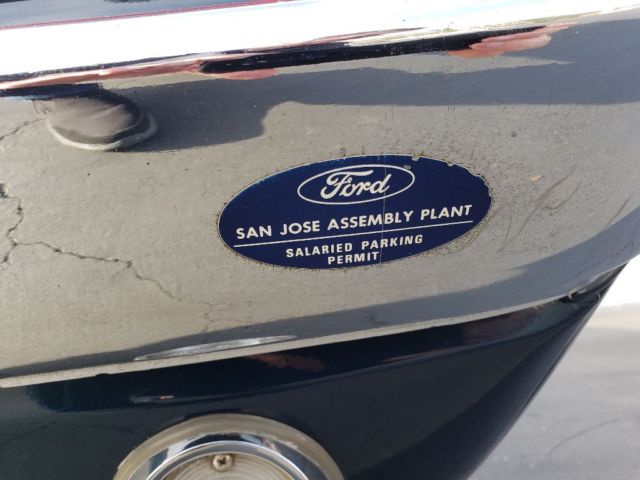 Ford
SAN JOSE ASSEMBLY PLANT
SALARIED PARKING
PERMIT